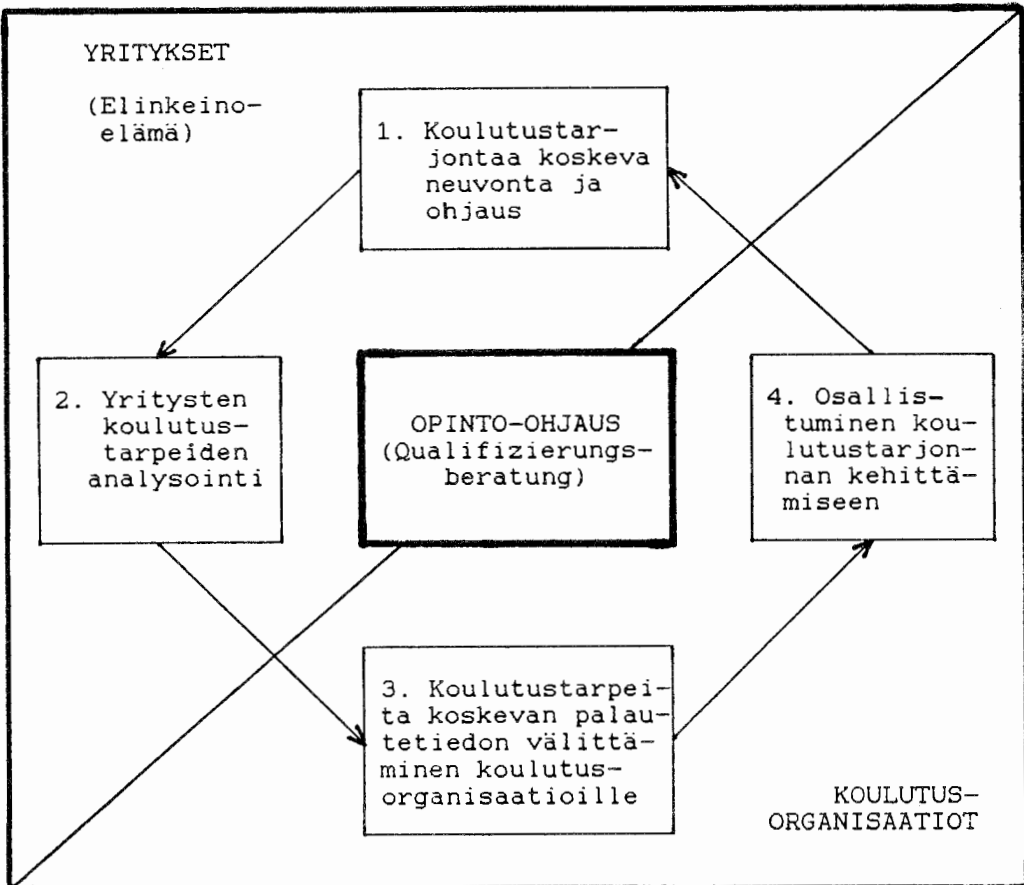 YRITYKSET
(Elinkeino-
elämä)
1. Koulutustar-
jontaa koskeva
neuvonta ja
ohjaus
2. Yritysten
koulutus-
tarpeiden
analysointi
OPINTO-OHJAUS
(Qualifizierungs-
beratung)
4. Osallis-
tuminen kou-
lutustarjon-
nan kehittä-
miseen
3. Koulutustarpei-
ta koskevan palau-
tetiedon välittä-
minen koulutus-
organisaatioille
KOULUTUS-
ORGANISAATIOT